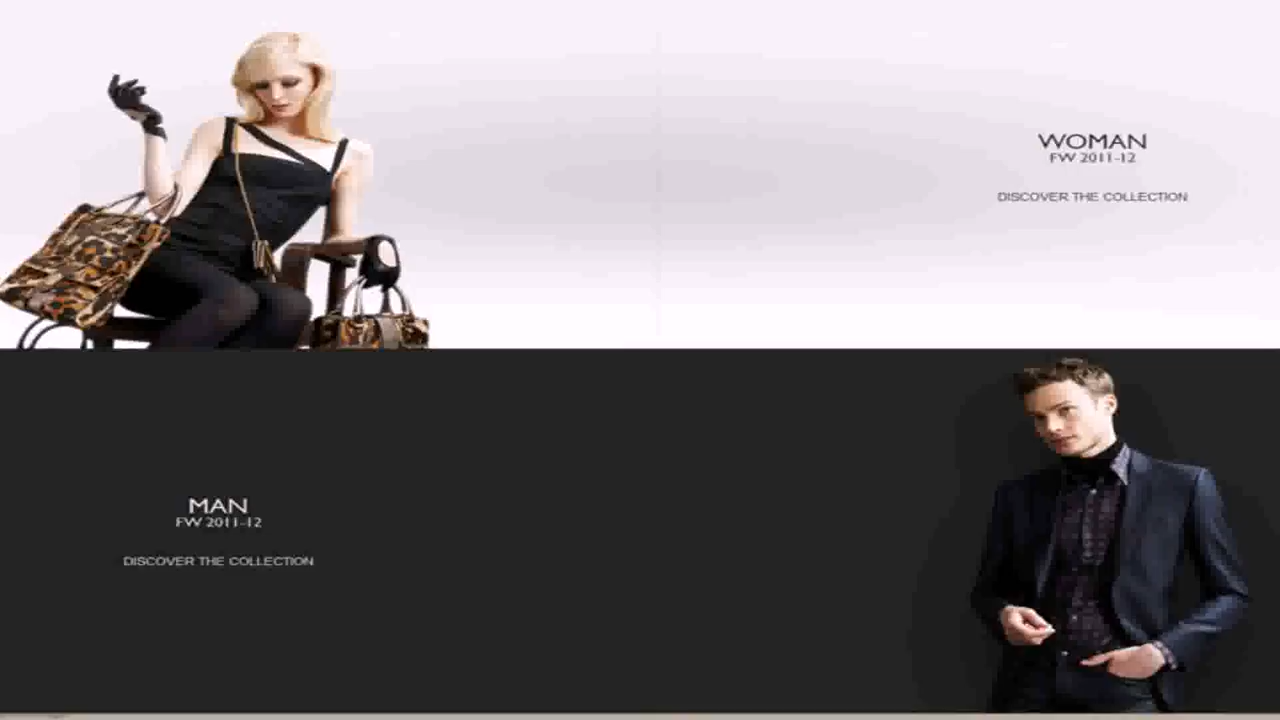 WOMAN
FW 2011-12
DISCOVER THE COLLECTION
MAN
FW 2011-12
DISCOVER THE COLLECTION